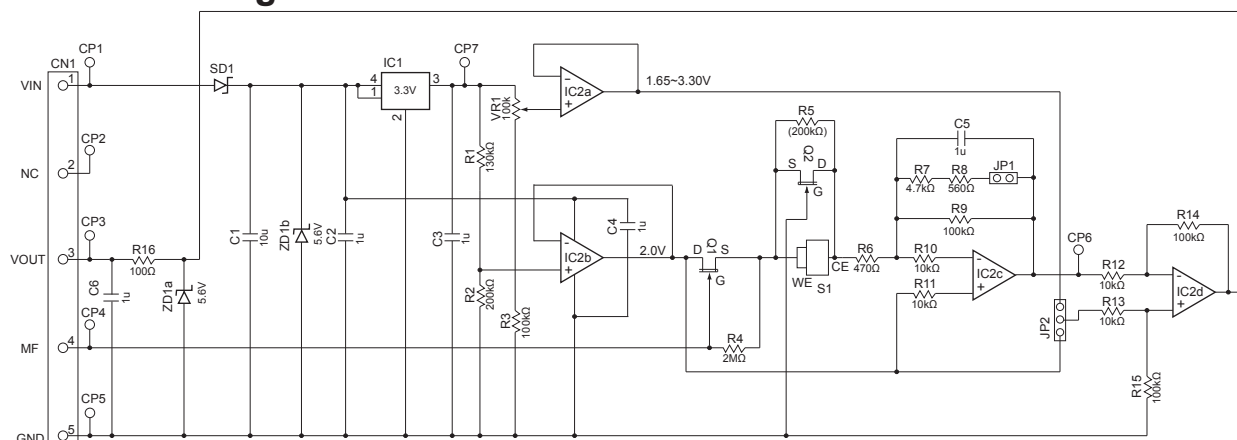 g
CP1
CN1
VIN
1
SD1
IC1
4
1
3.3V
3
2
CP7
VR1
100k
-
IC2a
+
1.65~3.30V
CP2
NC
2
R1
130kΩ
R5
(200kΩ)
Q2
S
D
G
C5
1u
R7
4.7kΩ
R8
560Ω
JP1
R9
100kΩ
CP3
VOUT
3
R16
100Ω
C6
1u
ZD1a
5.6V
C1
10u
ZD1b
5.6V
C2
1u
C3
1u
R2
200kΩ
R3
100kΩ
-
IC2b
+
C4
1u
2.0V
D
Q1
S
G
WE
CE
S1
R6
470Ω
R10
10kΩ
R11
10kΩ
-
IC2c
+
CP6
R12
10kΩ
R13
10kΩ
R14
100kΩ
-
IC2d
+
JP2
R15
100kΩ
CP4
MF
4
R4
2MΩ
CP5
GND
5